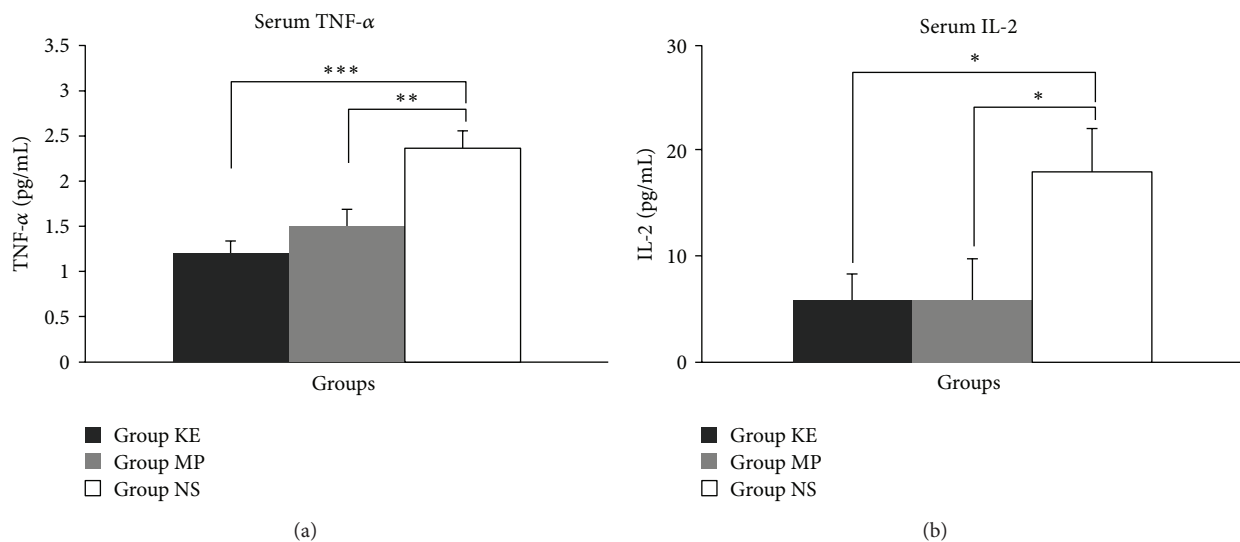 Serum TNF-α
3.5
3
2.5
2
1.5
1
0.5
0
TNF-α (pg/mL)
***
**
Groups
Group KE
Group MP
Group NS
(a)
Serum IL-2
30
20
10
0
IL-2 (pg/mL)
*
*
Groups
Group KE
Group MP
Group NS
(b)